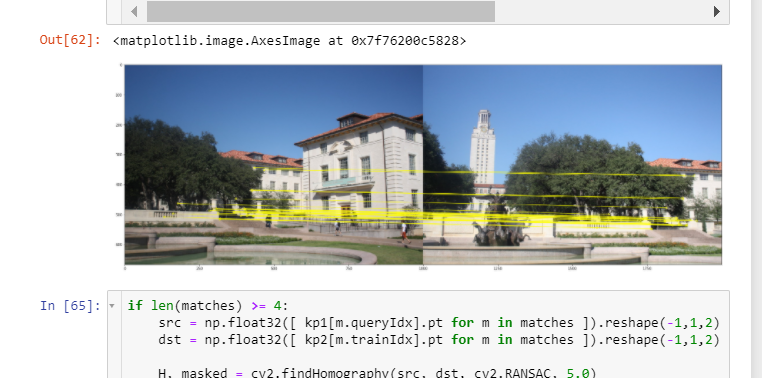 Out[62]: <matplotlib.image.AxesImage at 0x7f76200c5828>
In [65]: if len(matches) >= 4:
src = np.float32([ kp1[m.queryIdx].pt for m in matches ]).reshape(-1,1,2)
dst = np.float32([ kp2[m.trainIdx].pt for m in matches ]).reshape(-1,1,2)
H, masked = cv2.findHomography(src, dst, cv2.RANSAC, 5.0)